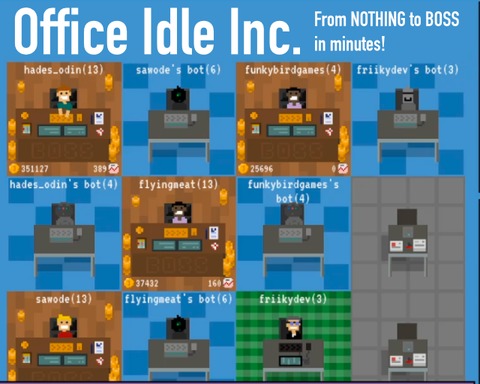 Office Idle Inc.
From NOTHING to BOSS
in minutes!
hades_odin(13)
sawode's bot(6)
funkybirdgames(4)
friikydev's bot(3)
BOSS
351127
389
25696
0
hades_odin's bot(4)
flyingmeat(13)
funkybirdgames's
bot(4)
BOSS
37432
160
sawode(13)
flyingmeat's bot(6)
friikydev(3)